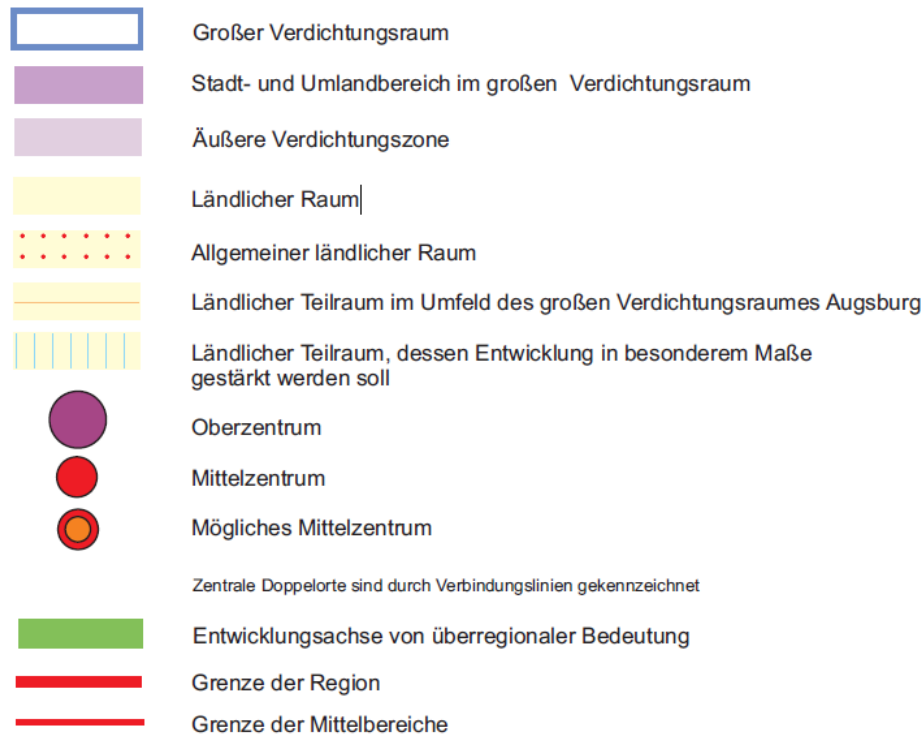 Großer Verdichtungsraum
Stadt- und Umlandbereich im großen Verdichtungsraum
Äußere Verdichtungszone
Ländlicher Raum
Allgemeiner ländlicher Raum
Ländlicher Teilraum im Umfeld des großen Verdichtungsraumes Augsburg
Ländlicher Teilraum, dessen Entwicklung in besonderem Maße
gestärkt werden soll
Oberzentrum
Mittelzentrum
Mögliches Mittelzentrum
Zentrale Doppelorte sind durch Verbindungslinien gekennzeichnet
Entwicklungsachse von überregionaler Bedeutung
Grenze der Region
Grenze der Mittelbereiche